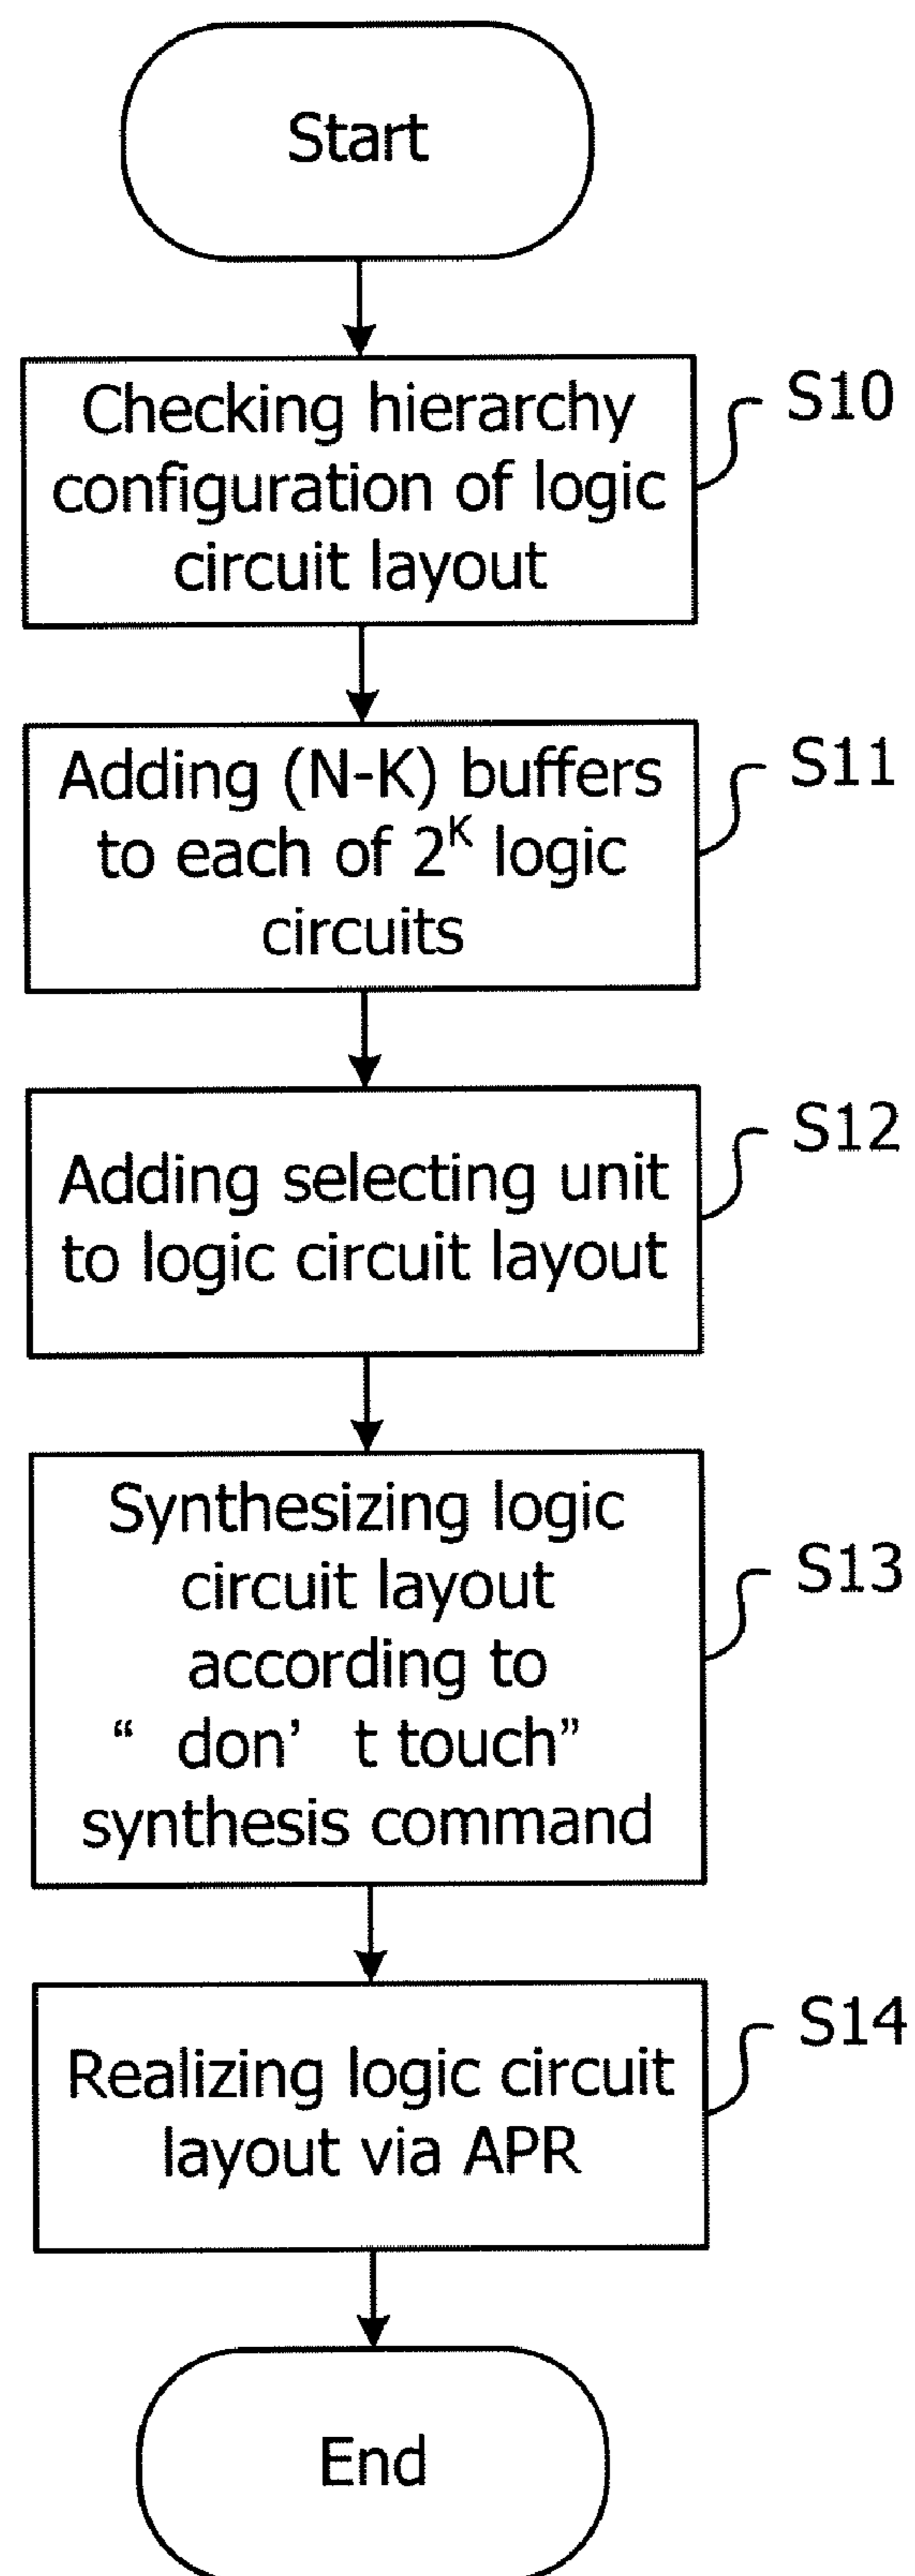 Start
Checking hierarchy
configuration of logic
circuit layout
S10
Adding (N-K) buffers
to each of 2^K logic
circuits
S11
Adding selecting unit
to logic circuit layout
S12
Synthesizing logic
circuit layout
according to
“ don’ t touch”
synthesis command
S13
Realizing logic circuit
layout via APR
S14
End